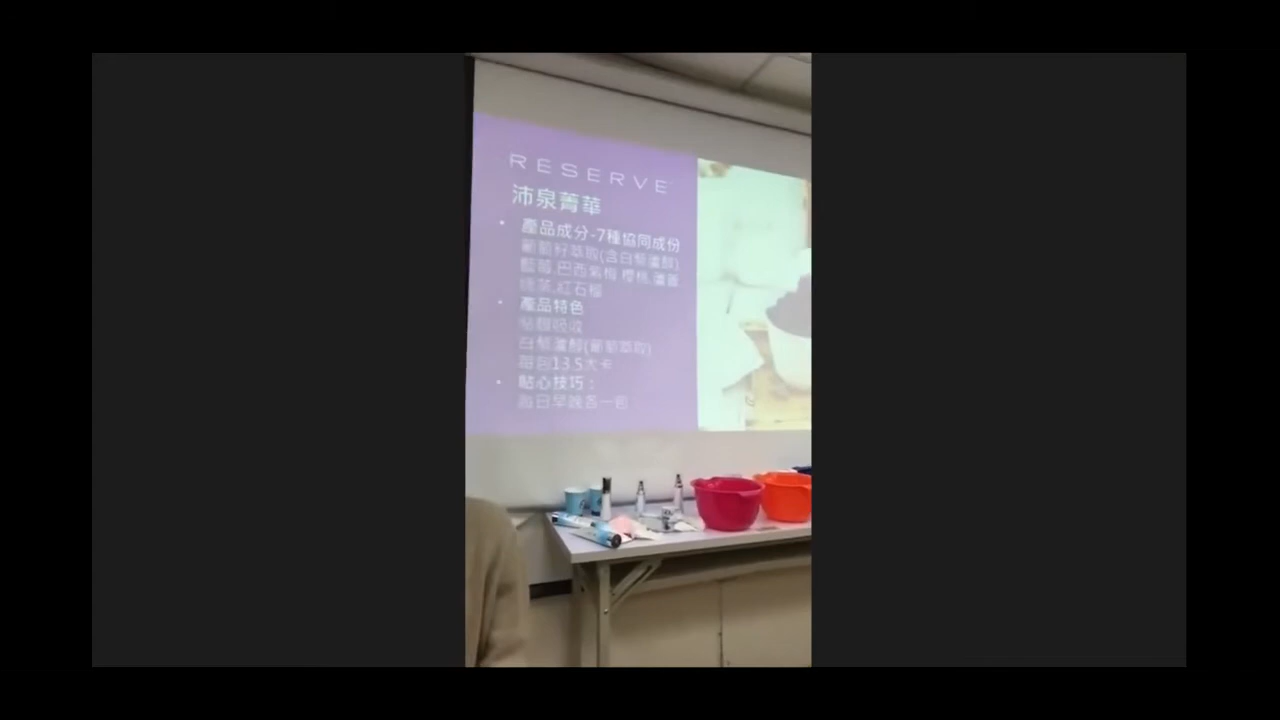 RESERVE
沛泉菁華
• 產品成分-7種協同成份
葡萄籽萃取(含白藜蘆醇)
藍莓.巴西紫梅 櫻桃.蘆薈
綠茶.紅石榴
• 產品特色
吸收
白藜蘆醇(葡萄萃取)
每包13.5大卡
• 貼心技巧：
每日早晚各一包